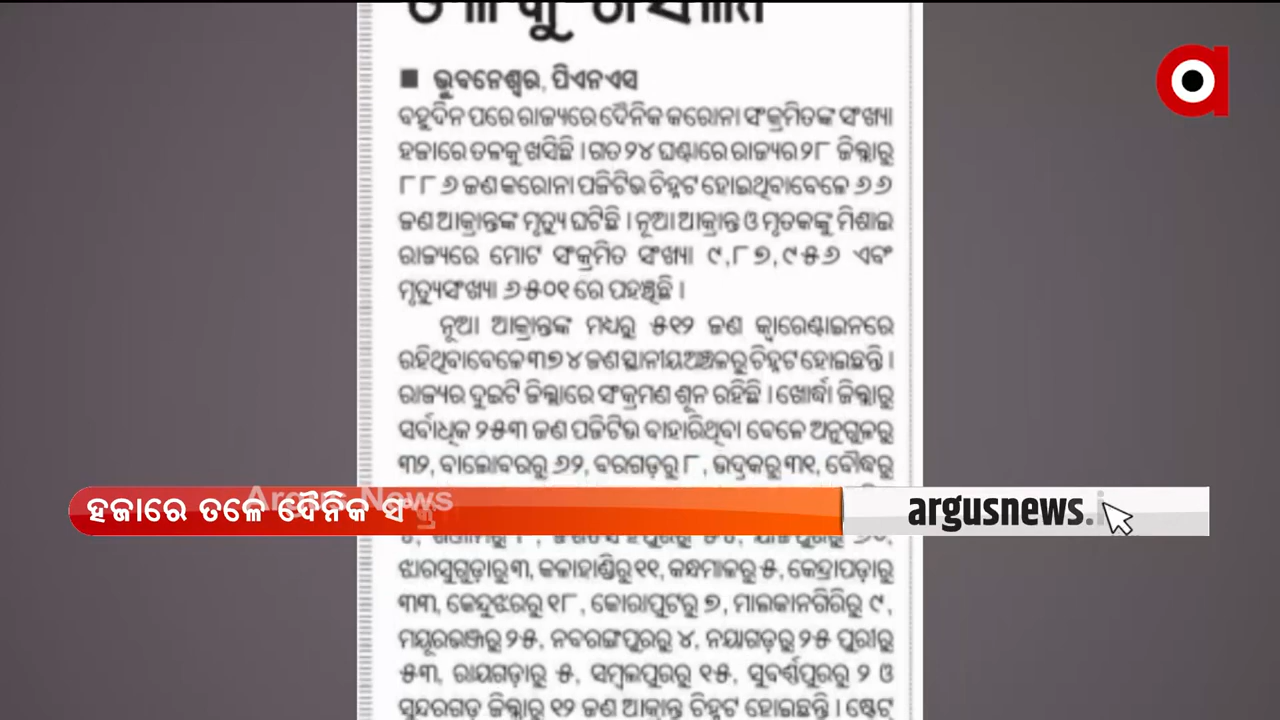 ■ ଭୁବନେଶ୍ୱର, ପିଏନଏସ
ବହୁଦିନ ପରେ ରାଜ୍ୟରେ ଦୈନିକ କରୋନା ସଂକ୍ରମିତଙ୍କ ସଂଖ୍ୟା
ହଜାରେ ତଳକୁ ଖସିଛି । ଗତ ୨୪ ଘଣ୍ଟାରେ ରାଜ୍ୟର ୨୮ ଜିଲ୍ଲାରୁ
୮୮୬ ଜଣ କରୋନା ପଜିଟିଭ ଚିହ୍ନଟ ହୋଇଥିବାବେଳେ ୬୬
ଜଣ ଆକ୍ରାନ୍ତଙ୍କ ମୃତ୍ୟୁ ଘଟିଛି । ନୂଆ ଆକ୍ରାନ୍ତ ଓ ମୃତକଙ୍କୁ ମିଶାଇ
ରାଜ୍ୟରେ ମୋଟ ସଂକ୍ରମିତ ସଂଖ୍ୟା ୯,୮୭,୯୫୬ ଏବଂ
ମୃତ୍ୟୁସଂଖ୍ୟା ୬୫୦୧ ରେ ପହଞ୍ଚିଛି ।
ନୂଆ ଆକ୍ରାନ୍ତଙ୍କ ମଧ୍ୟରୁ ୫୧୨ ଜଣ କ୍ୱାରେଣ୍ଟାଇନରେ
ରହିଥିବାବେଳେ ୩୭୪ ଜଣ ସ୍ଥାନୀୟଅଞ୍ଚଳରୁ ଚିହ୍ନଟ ହୋଇଛନ୍ତି ।
ରାଜ୍ୟର ଦୁଇଟି ଜିଲ୍ଲାରେ ସଂକ୍ରମଣ ଶୂନ ରହିଛି । ଖୋର୍ଦ୍ଧା ଜିଲ୍ଲାରୁ
ସର୍ବାଧିକ ୨୫୩ ଜଣ ପଜିଟିଭ ବାହାରିଥିବା ବେଳେ ଅନୁଗୁଳରୁ
୩୨, ବାଲେଶ୍ୱରରୁ ୬୨, ବରଗଡ଼ରୁ ୮, ଭଦ୍ରକରୁ ୩୧, ବୌଦ୍ଧରୁ
Argus News
ହଜାରେ ତଳେ ଦୈନିକ ସଂକ୍ର
argusnews.i
ଝାରସୁଗୁଡ଼ାରୁ ୩, କଳାହାଣ୍ଡିରୁ ୧୧, କନ୍ଧମାଳରୁ ୫, କେନ୍ଦ୍ରାପଡ଼ାରୁ
୩୩, କେନ୍ଦୁଝରରୁ ୧୮, କୋରାପୁଟରୁ ୭, ମାଲକାନଗିରିରୁ ୯,
ମୟୂରଭଞ୍ଜରୁ ୨୫, ନବରଙ୍ଗପୁରରୁ ୪, ନୟାଗଡ଼ରୁ ୨୫ ପୁରୀରୁ
୫୩, ରାୟଗଡ଼ାରୁ ୫, ସମ୍ବଲପୁରରୁ ୧୫, ସୁବର୍ଣ୍ଣପୁରରୁ ୨ ଓ
ସୁନ୍ଦରଗଡ଼ ଜିଲ୍ଲାରୁ ୧୨ ଜଣ ଆକ୍ରାନ୍ତ ଚିହ୍ନଟ ହୋଇଛନ୍ତି । ଷ୍ଟେଟ୍